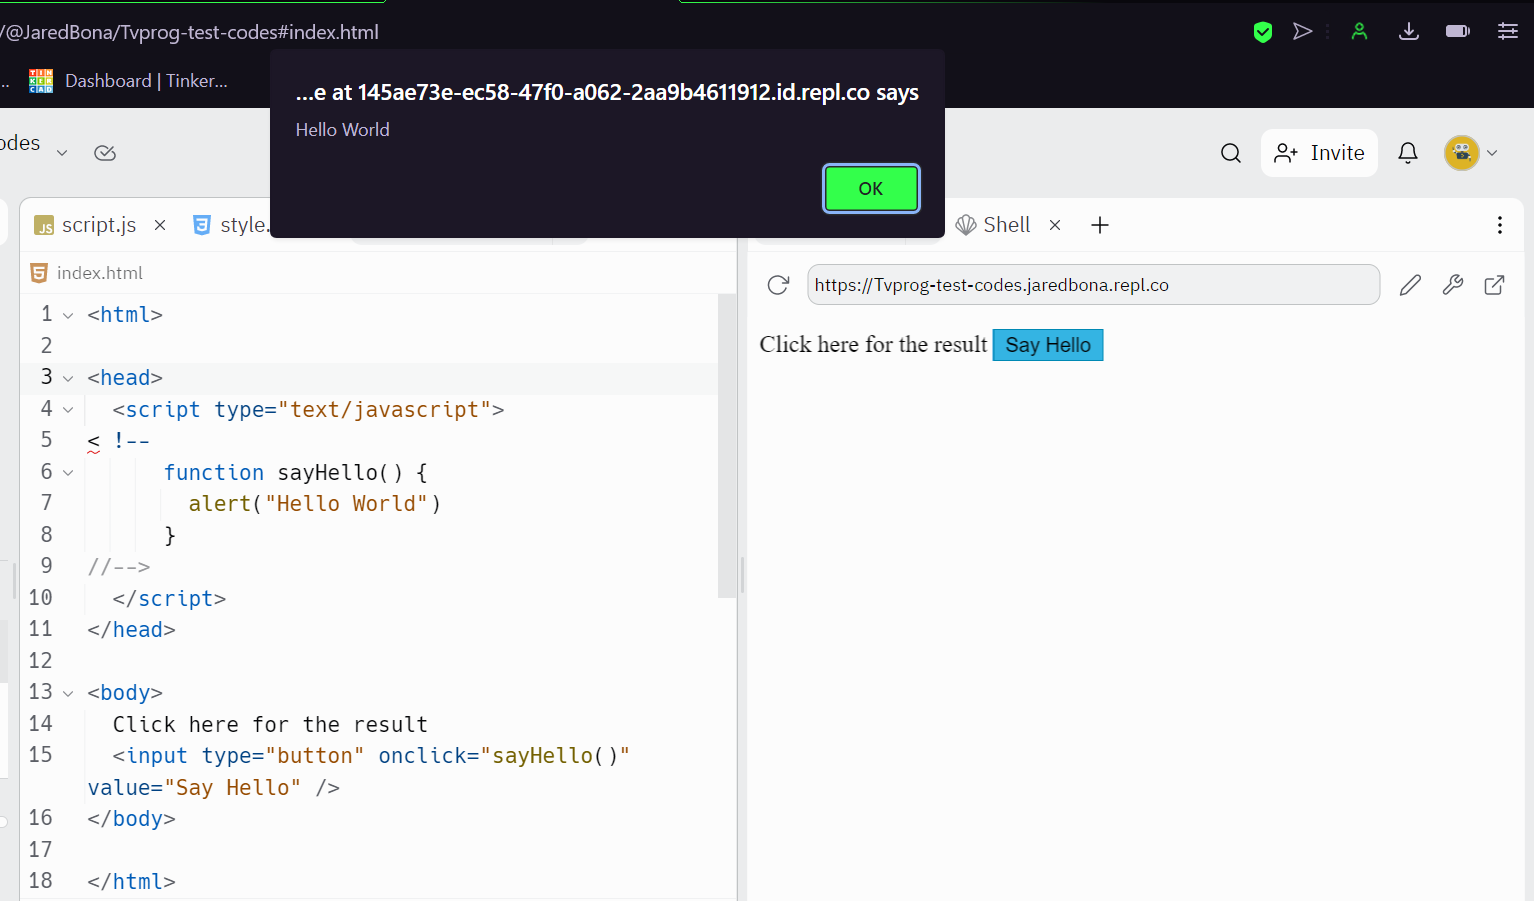 /@JaredBona/Tvprog-test-codes#index.html
... TINKERCAD Dashboard | Tinker...
...e at 145ae73e-ec58-47f0-a062-2aa9b4611912.id.repl.co says
Hello World
OK
odes
Invite
JS script.js × style.
Shell × +
index.html
https://Tvprog-test-codes.jaredbona.repl.co
Click here for the result Say Hello
1 <html>
2
3 <head>
4 <script type="text/javascript">
5 < !--
6 function sayHello() {
7 alert("Hello World")
8 }
9 //-->
10 </script>
11 </head>
12
13 <body>
14 Click here for the result
15 <input type="button" onclick="sayHello()"
value="Say Hello" />
16 </body>
17
18 </html>